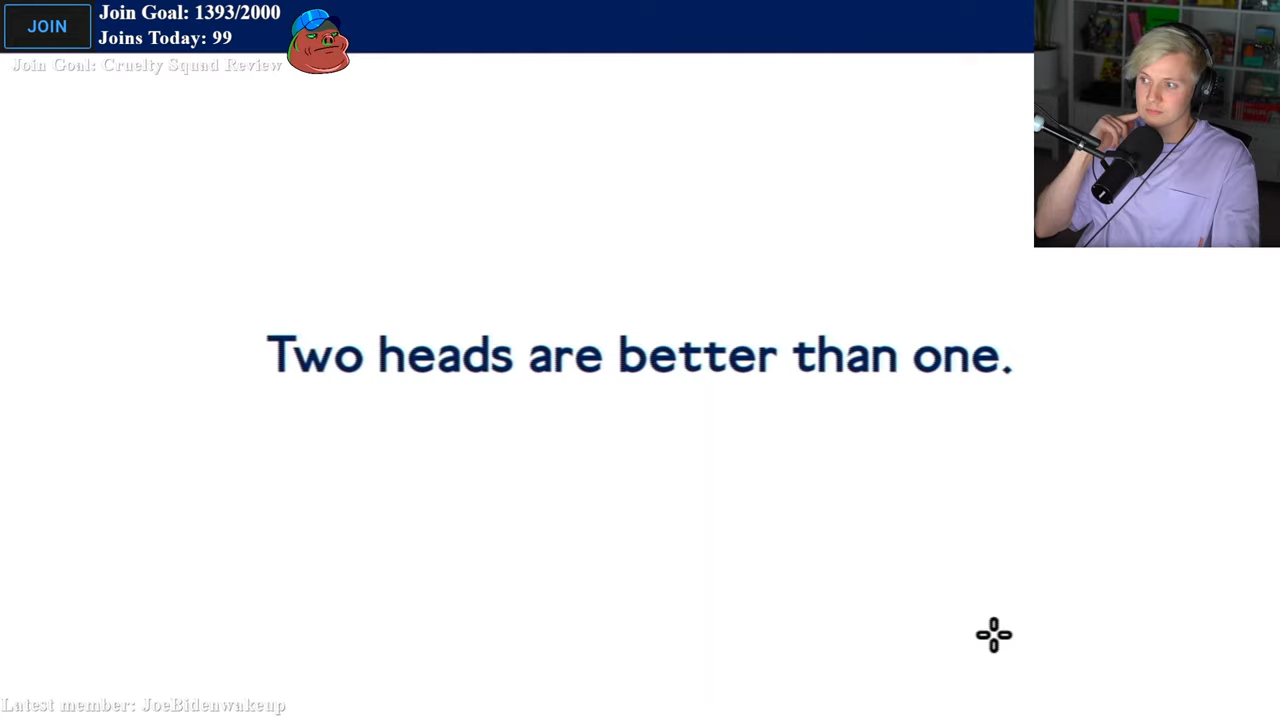 JOIN
Join Goal: 1393/2000
Joins Today: 99
Join Goal: Cruelty Squad Review
Two heads are better than one.
Latest member: JoeBidenwakeup